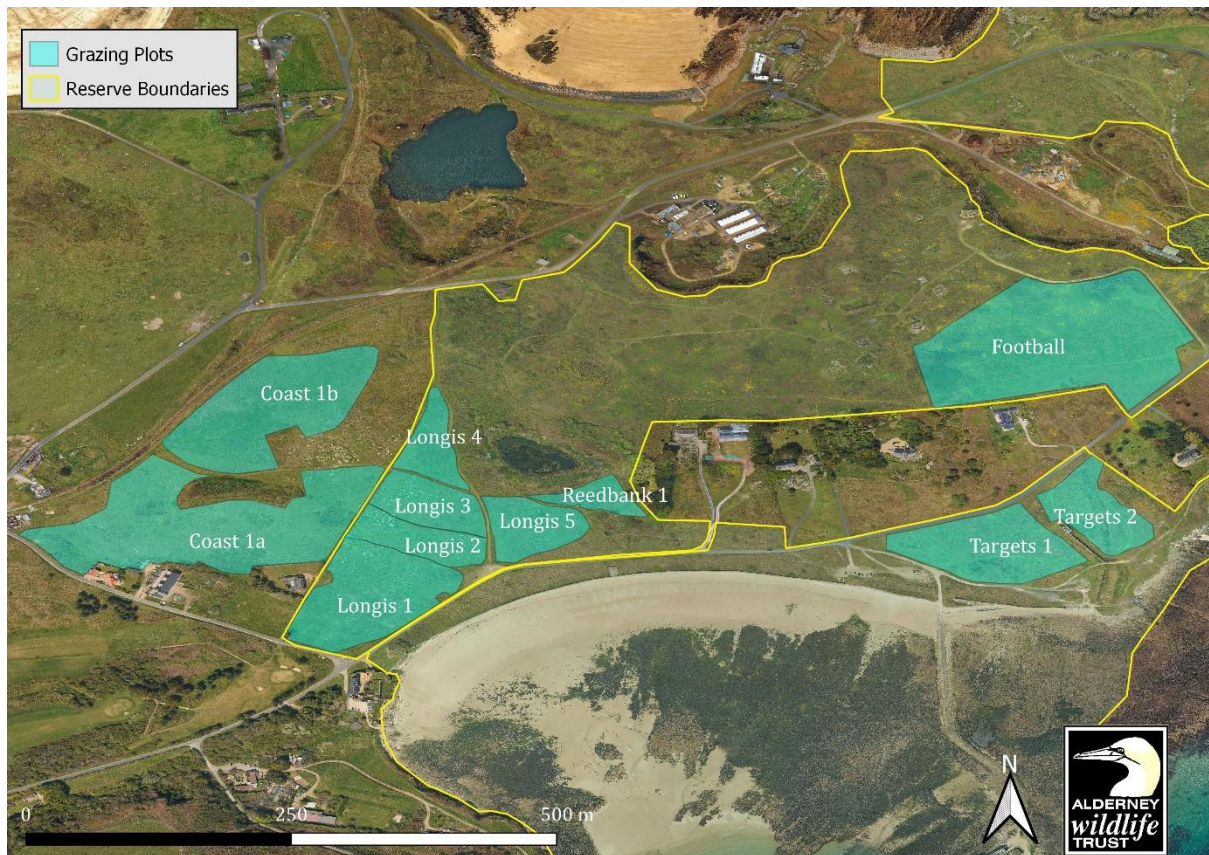 Grazing Plots
Reserve Boundaries
Football
Coast 1b
Longis 4
Reedbank 1
Longis 3
Longis 5
Targets 2
Coast 1a
Longis 2
Targets 1
Longis 1
N
0
250
500 m
ALDERNEY
wildlife
TRUST